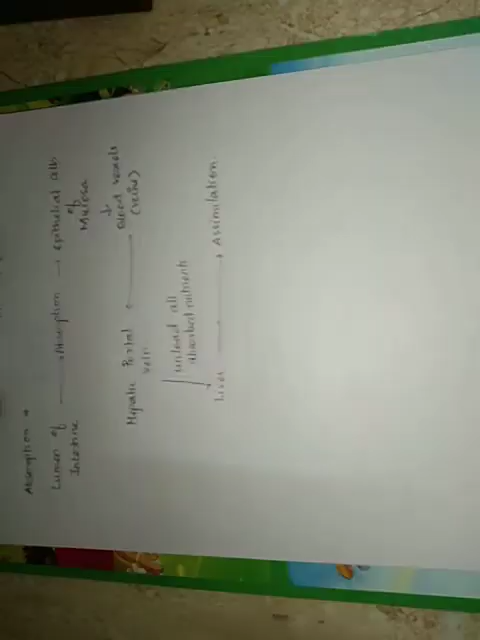 Absorption →
Lumen of Intestine → Absorption → epithelial cells of Mucosa
↓
Blood vessels (veins)
Hepatic Portal vein ←
unload all absorbed nutrients
Liver → Assimilation.